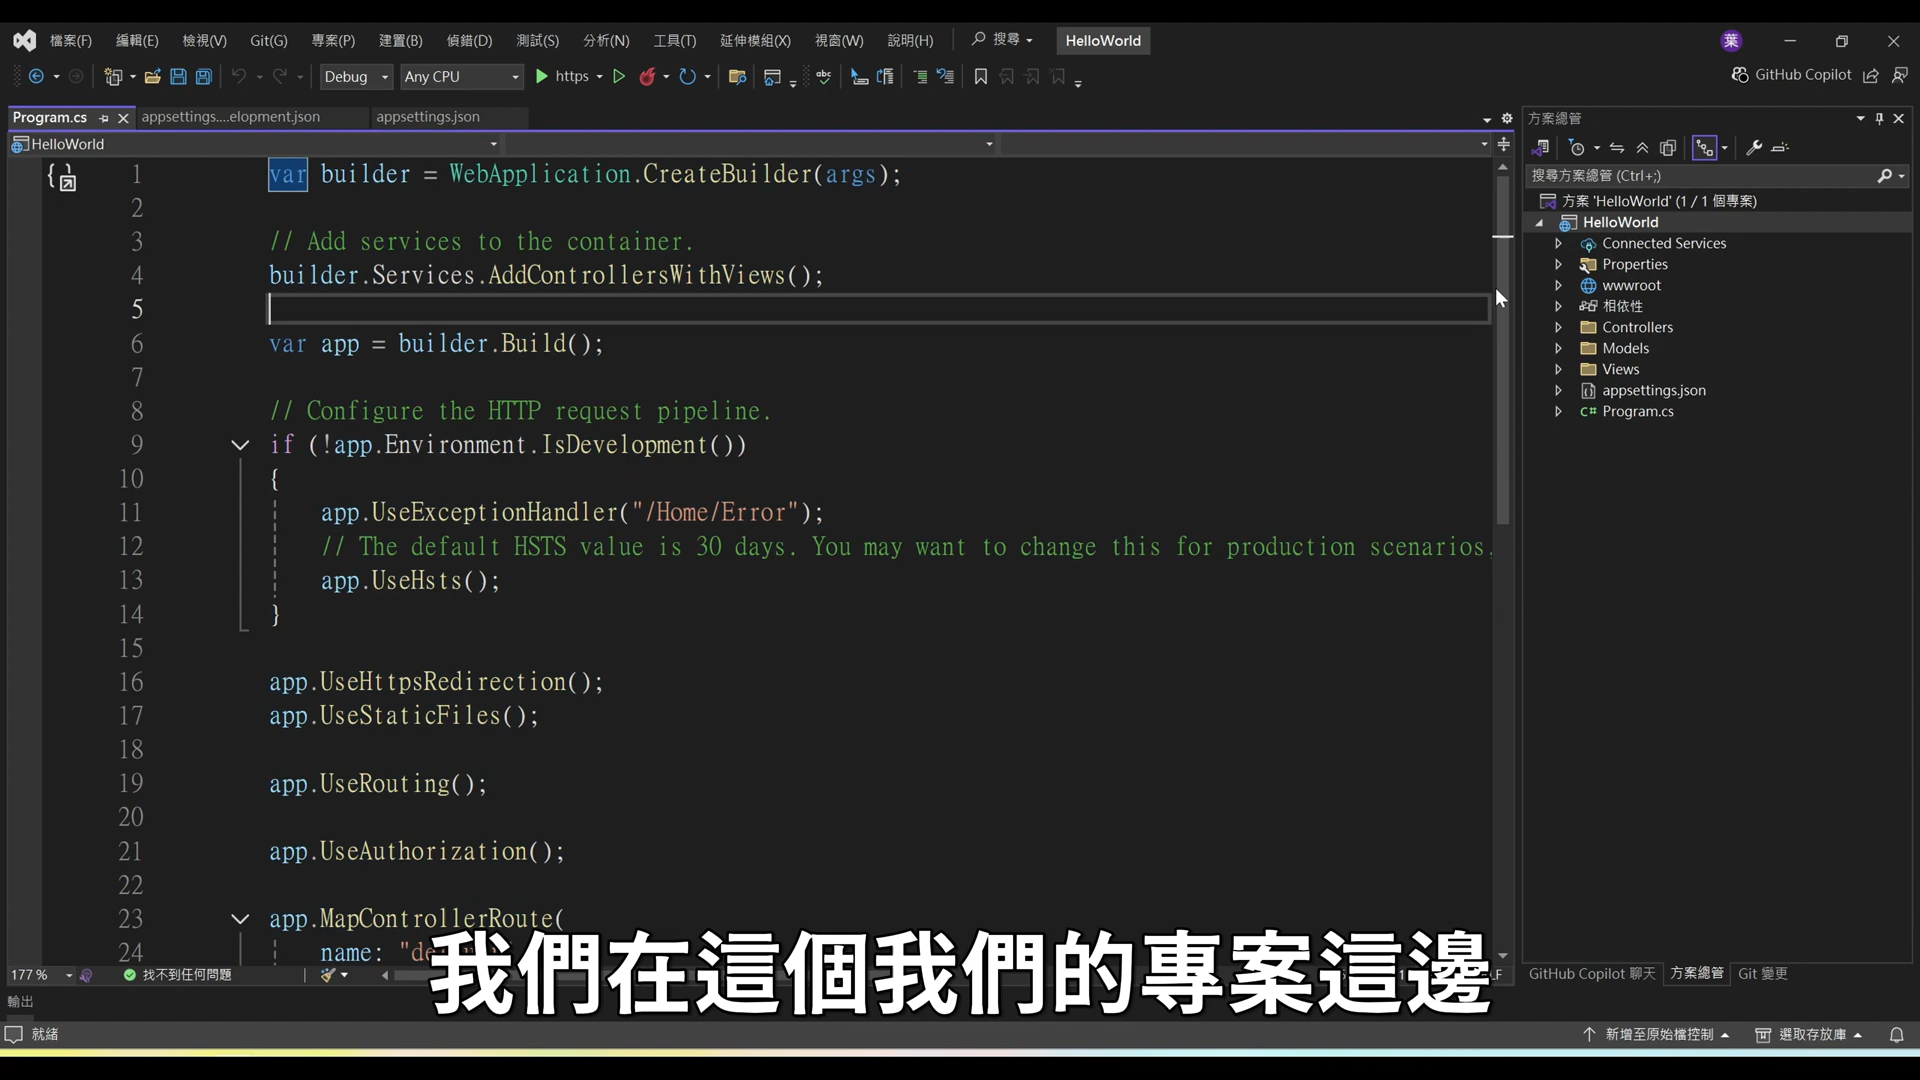 檔案(F) 編輯(E) 檢視(V) Git(G) 專案(P) 建置(B) 偵錯(D) 測試(S) 分析(N) 工具(T) 延伸模組(X) 視窗(W) 說明(H) 搜尋 HelloWorld 葉
Debug Any CPU https abc GitHub Copilot
Program.cs appsettings....elopment.json appsettings.json
HelloWorld
1 var builder = WebApplication.CreateBuilder(args);
2
3 // Add services to the container.
4 builder.Services.AddControllersWithViews();
5
6 var app = builder.Build();
7
8 // Configure the HTTP request pipeline.
9 if (!app.Environment.IsDevelopment())
10 {
11 app.UseExceptionHandler("/Home/Error");
12 // The default HSTS value is 30 days. You may want to change this for production scenarios,
13 app.UseHsts();
14 }
15
16 app.UseHttpsRedirection();
17 app.UseStaticFiles();
18
19 app.UseRouting();
20
21 app.UseAuthorization();
22
23 app.MapControllerRoute(
24 name:
方案總管
搜尋方案總管 (Ctrl+;)
方案 'HelloWorld' (1 / 1 個專案)
HelloWorld
Connected Services
Properties
wwwroot
相依性
Controllers
Models
Views
appsettings.json
C# Program.cs
我們在這個我們的專案這邊
177 % 找不到任何問題
GitHub Copilot 聊天 方案總管 Git 變更
輸出
就緒 新增至原始檔控制 選取存放庫